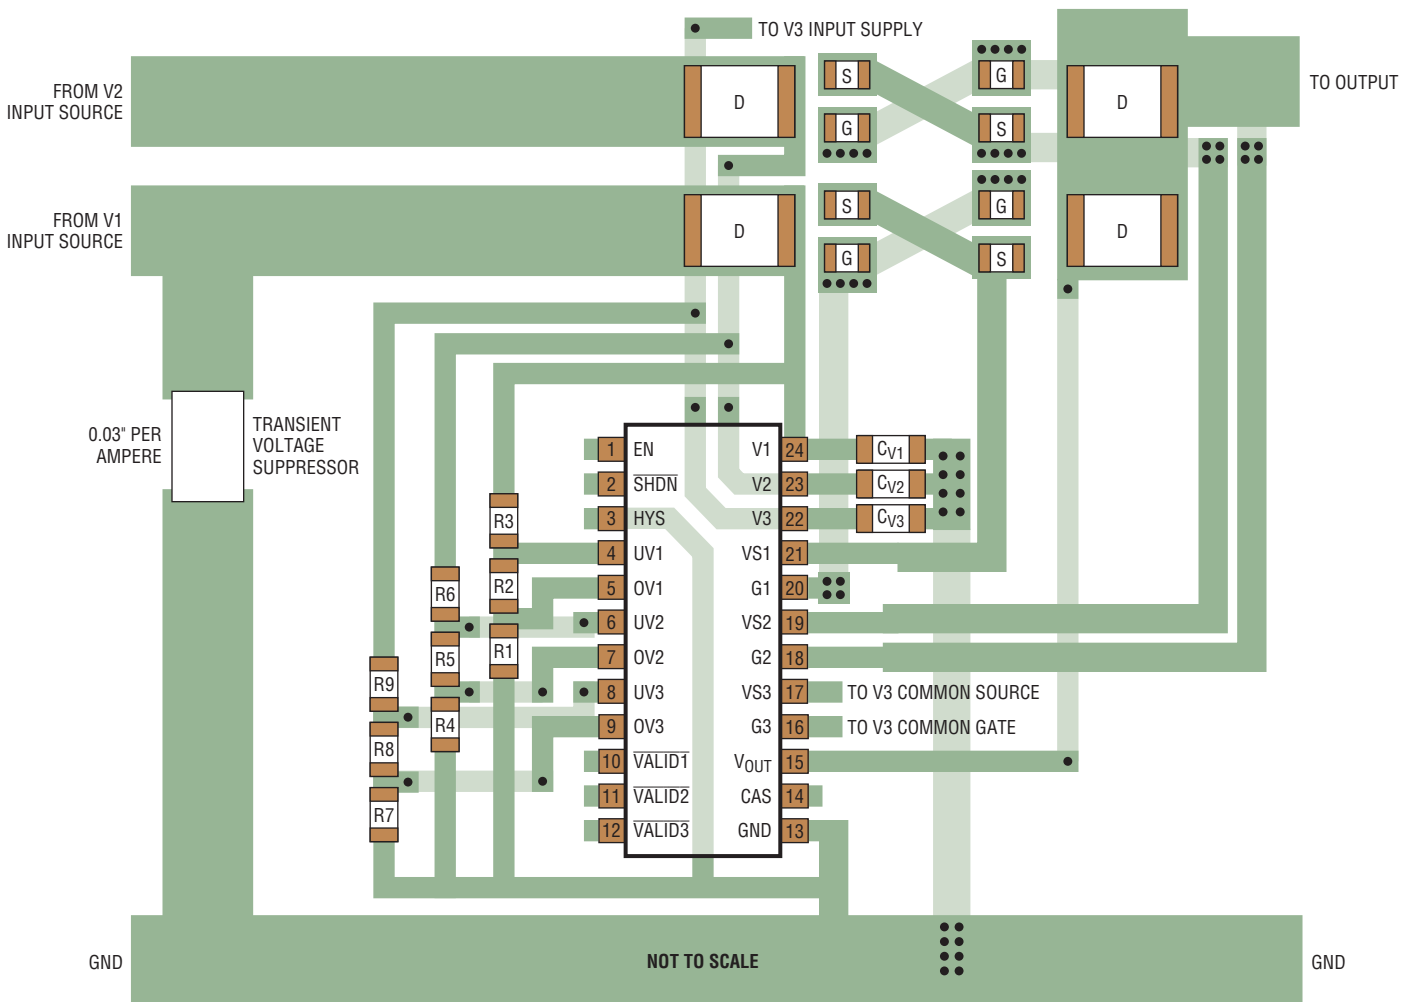 TO V3 INPUT SUPPLY
FROM V2
INPUT SOURCE
D
S
G
G
S
D
TO OUTPUT
FROM V1
INPUT SOURCE
D
S
G
G
S
D
0.03" PER
AMPERE
TRANSIENT
VOLTAGE
SUPPRESSOR
R3
R2
R1
R6
R5
R4
R9
R8
R7
1 EN
2 SHDN
3 HYS
4 UV1
5 OV1
6 UV2
7 OV2
8 UV3
9 OV3
10 VALID1
11 VALID2
12 VALID3
V1 24
V2 23
V3 22
VS1 21
G1 20
VS2 19
G2 18
VS3 17
G3 16
VOUT 15
CAS 14
GND 13
CV1
CV2
CV3
TO V3 COMMON SOURCE
TO V3 COMMON GATE
GND
NOT TO SCALE
GND